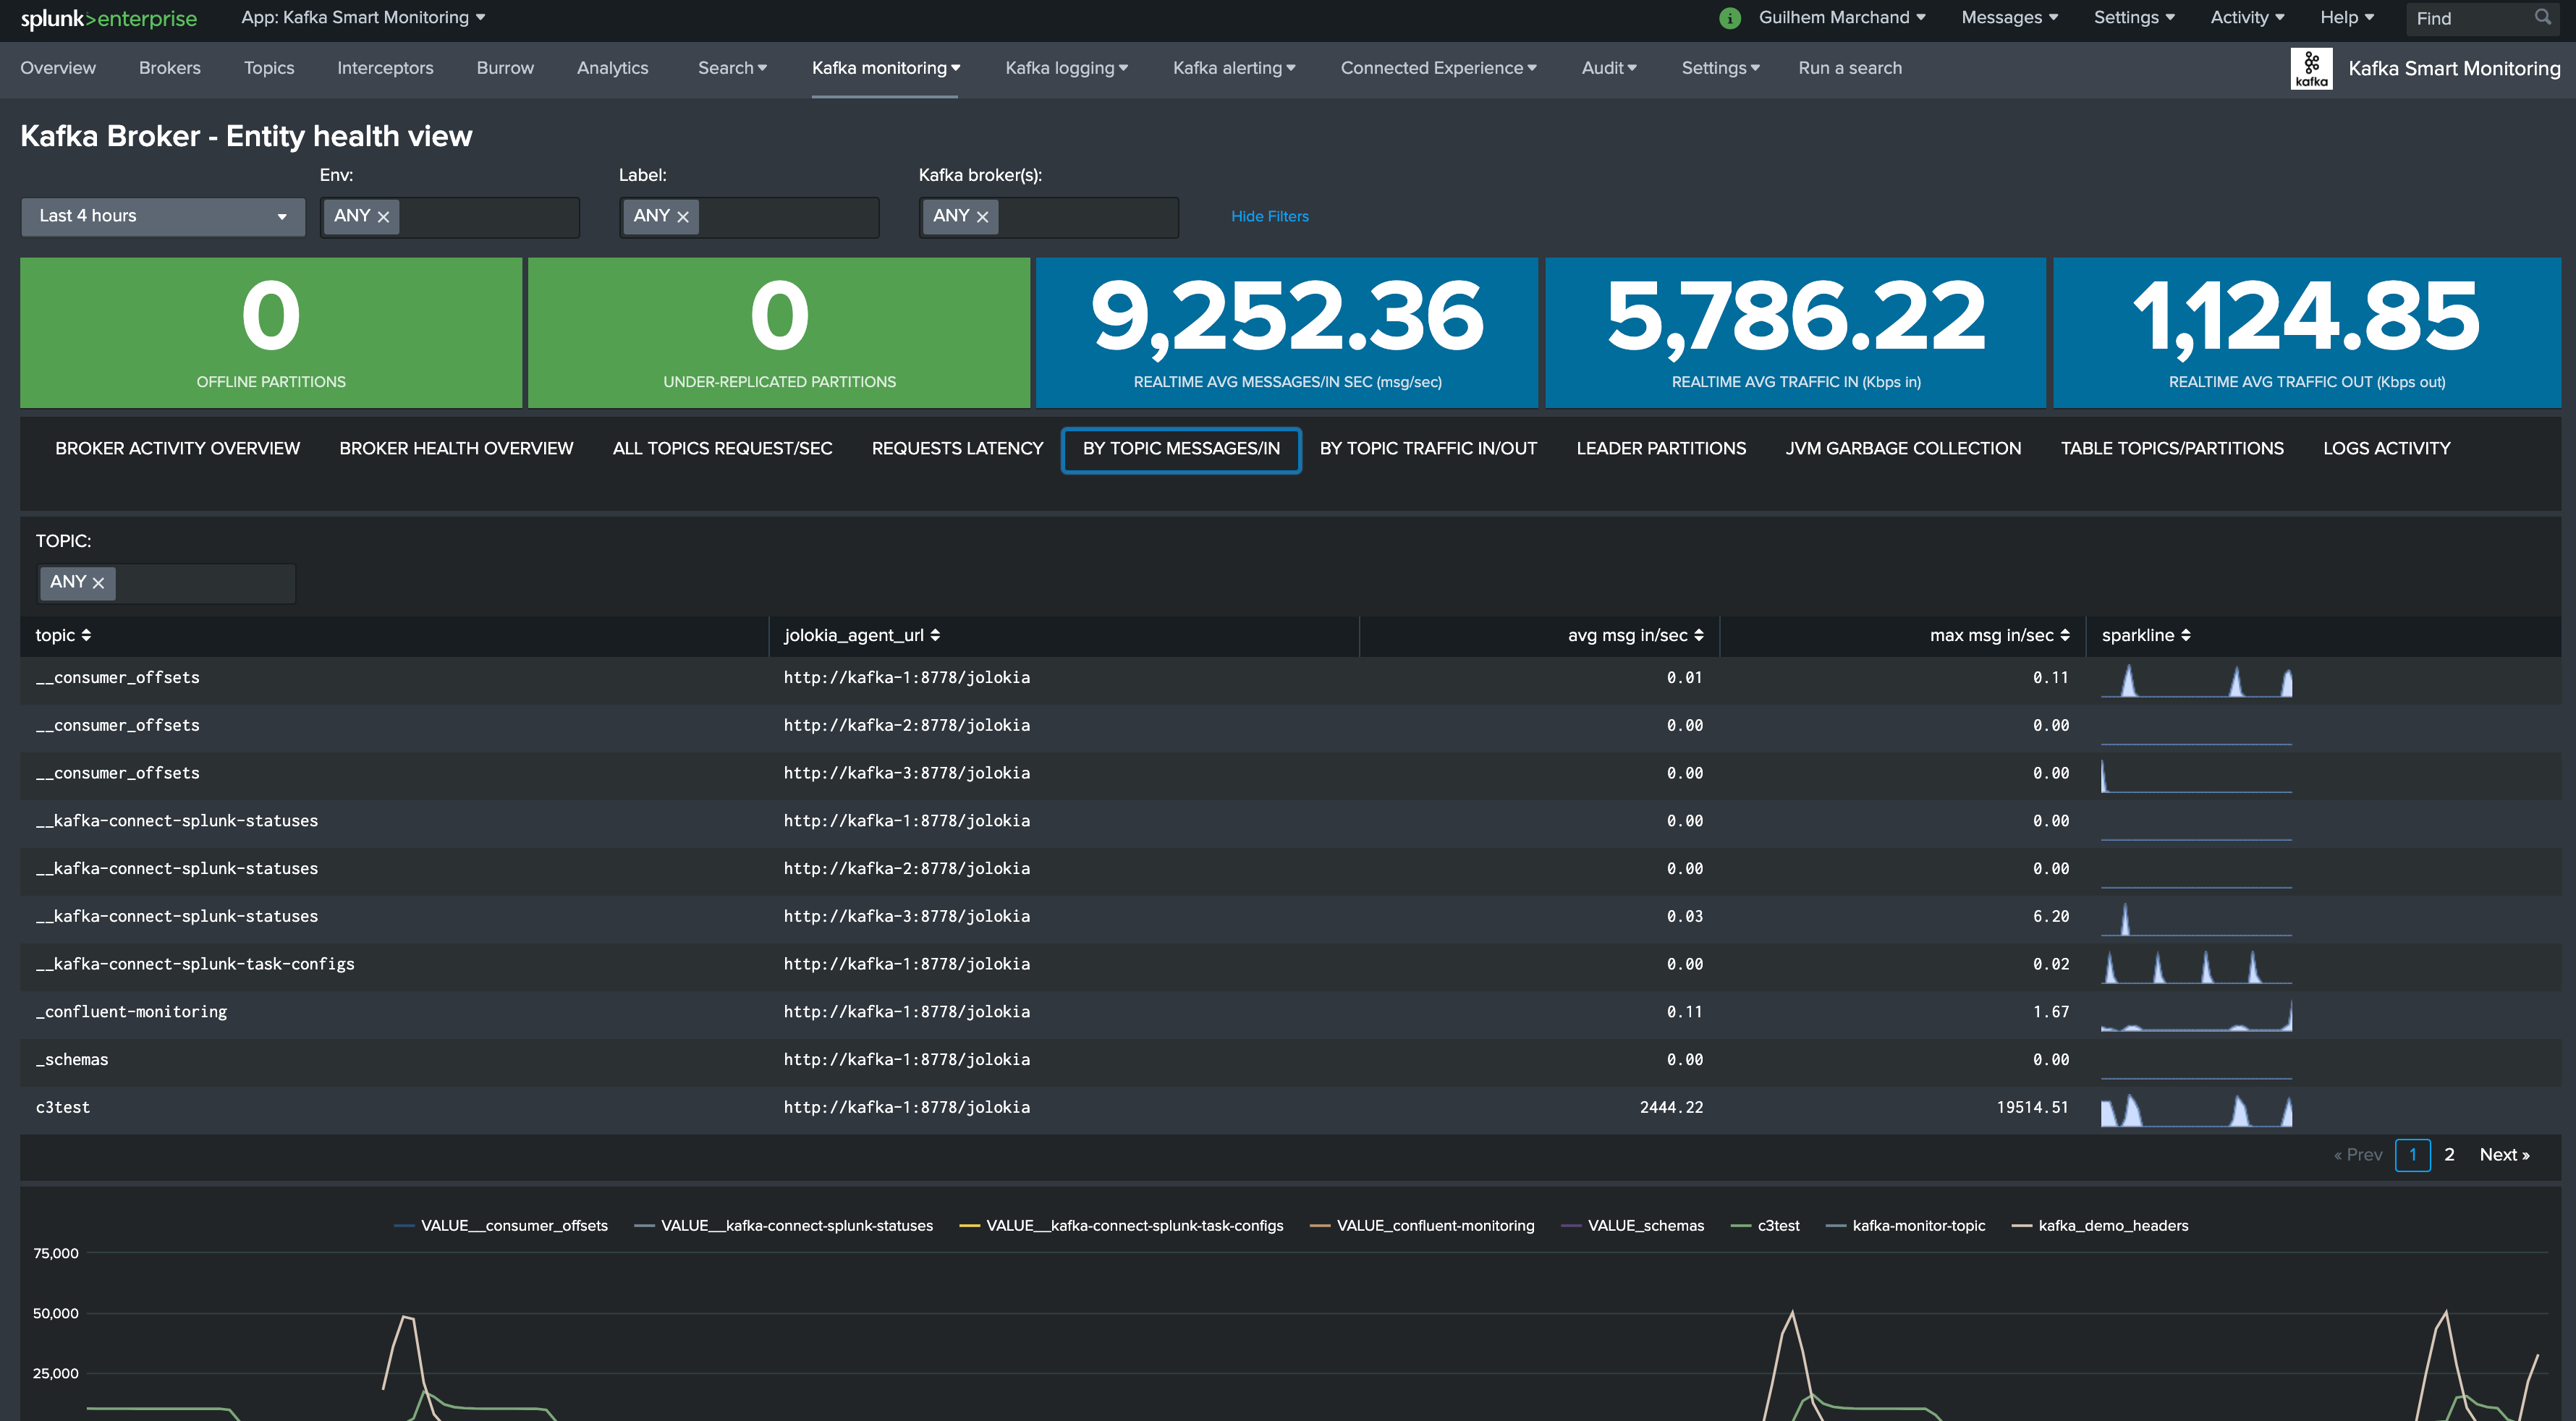 splunk>enterprise App: Kafka Smart Monitoring i Guilhem Marchand Messages Settings Activity Help Find
Overview Brokers Topics Interceptors Burrow Analytics Search Kafka monitoring Kafka logging Kafka alerting Connected Experience Audit Settings Run a search kafka Kafka Smart Monitoring
Kafka Broker - Entity health view
Env: Label: Kafka broker(s):
Last 4 hours ANY ANY ANY Hide Filters
0 0 9,252.36 5,786.22 1,124.85
OFFLINE PARTITIONS UNDER-REPLICATED PARTITIONS REALTIME AVG MESSAGES/IN SEC (msg/sec) REALTIME AVG TRAFFIC IN (Kbps in) REALTIME AVG TRAFFIC OUT (Kbps out)
BROKER ACTIVITY OVERVIEW BROKER HEALTH OVERVIEW ALL TOPICS REQUEST/SEC REQUESTS LATENCY BY TOPIC MESSAGES/IN BY TOPIC TRAFFIC IN/OUT LEADER PARTITIONS JVM GARBAGE COLLECTION TABLE TOPICS/PARTITIONS LOGS ACTIVITY
TOPIC:
ANY
topic jolokia_agent_url avg msg in/sec max msg in/sec sparkline
__consumer_offsets http://kafka-1:8778/jolokia 0.01 0.11
__consumer_offsets http://kafka-2:8778/jolokia 0.00 0.00
__consumer_offsets http://kafka-3:8778/jolokia 0.00 0.00
__kafka-connect-splunk-statuses http://kafka-1:8778/jolokia 0.00 0.00
__kafka-connect-splunk-statuses http://kafka-2:8778/jolokia 0.00 0.00
__kafka-connect-splunk-statuses http://kafka-3:8778/jolokia 0.03 6.20
__kafka-connect-splunk-task-configs http://kafka-1:8778/jolokia 0.00 0.02
_confluent-monitoring http://kafka-1:8778/jolokia 0.11 1.67
_schemas http://kafka-1:8778/jolokia 0.00 0.00
c3test http://kafka-1:8778/jolokia 2444.22 19514.51
« Prev 1 2 Next »
VALUE__consumer_offsets VALUE__kafka-connect-splunk-statuses VALUE__kafka-connect-splunk-task-configs VALUE_confluent-monitoring VALUE_schemas c3test kafka-monitor-topic kafka_demo_headers
75,000
50,000
25,000